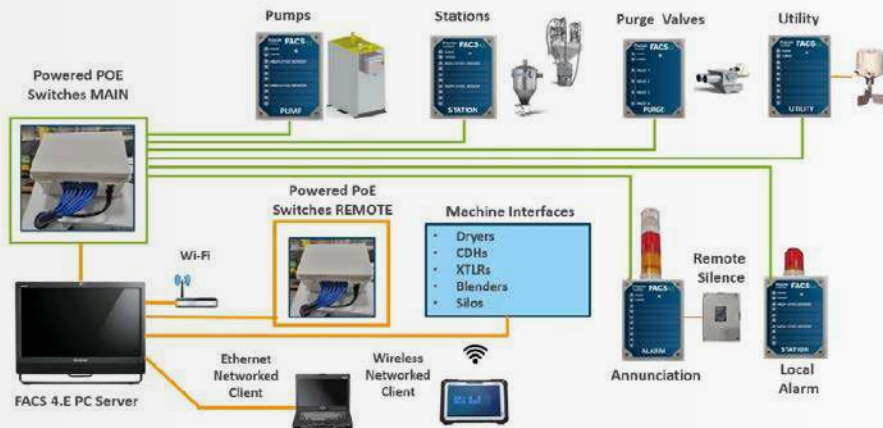 Pumps
Stations
Purge Valves
Utility
Powered POE
Switches MAIN
FACS
PUMP
FACS
STATION
FACS
PURGE
FACS
UTILITY
Powered PoE
Switches REMOTE
Machine Interfaces
• Dryers
• CDHs
• XTLRs
• Blenders
• Silos
Wi-Fi
Remote
Silence
FACS
ALARM
FACS
STATION
Annunciation
Local
Alarm
Ethernet
Networked
Client
Wireless
Networked
Client
FACS 4.E PC Server